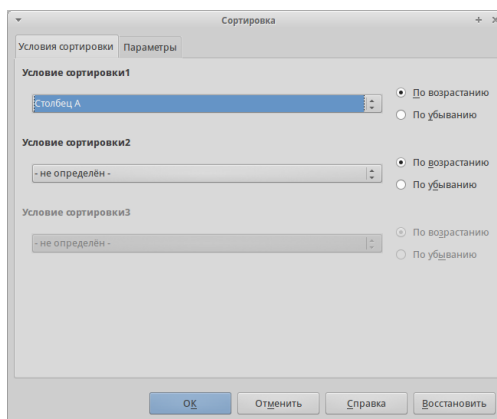 Сортировка
Условия сортировки Параметры
Условие сортировки1
Столбец A
По возрастанию
По убыванию
Условие сортировки2
- не определён -
По возрастанию
По убыванию
Условие сортировки3
- не определён -
По возрастанию
По убыванию
ОК Отменить Справка Восстановить